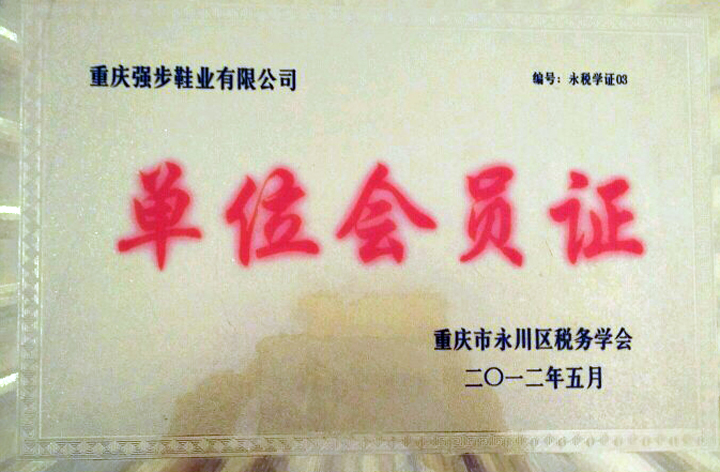 重庆强步鞋业有限公司
编号：永税学证03
单位会员证
重庆市永川区税务学会
二〇一二年五月